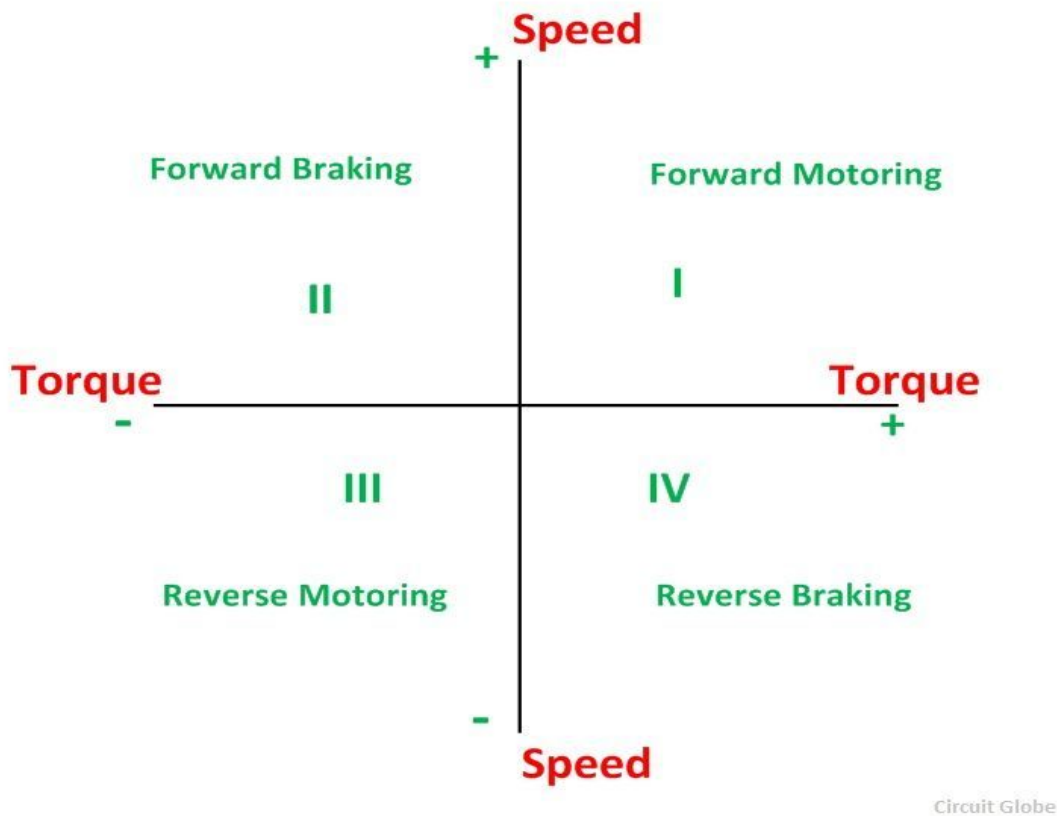 Speed
+
Forward Braking
Forward Motoring
II
I
Torque
Torque
-
+
III
IV
Reverse Motoring
Reverse Braking
-
Speed
Circuit Globe